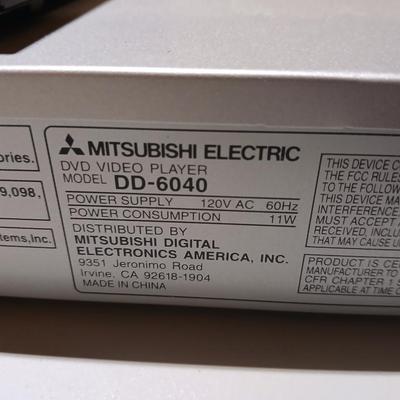 ories.
9,098.
tems,Inc.
MITSUBISHI ELECTRIC
DVD VIDEO PLAYER
MODEL DD-6040
POWER SUPPLY 120V AC 60Hz
POWER CONSUMPTION 11W
DISTRIBUTED BY
MITSUBISHI DIGITAL
ELECTRONICS AMERICA, INC.
9351 Jeronimo Road
Irvine, CA 92618-1904
MADE IN CHINA
THIS DEVICE CO
THE FCC RULES
TO THE FOLLOW
THIS DEVICE MA
INTERFERENCE
RECEIVED, INCLU
THAT MAY CAUSE U
PRODUCT IS CE
MANUFACTURER TO
CFR CHAPTER 1 S
APPLICABLE AT TIME O